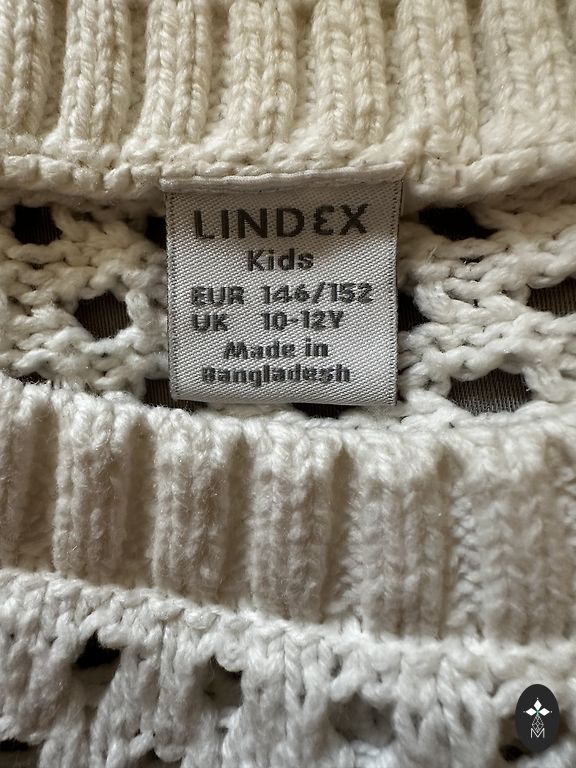 LINDEX
Kids
EUR 146/152
UK 10-12Y
Made in
Bangladesh
M